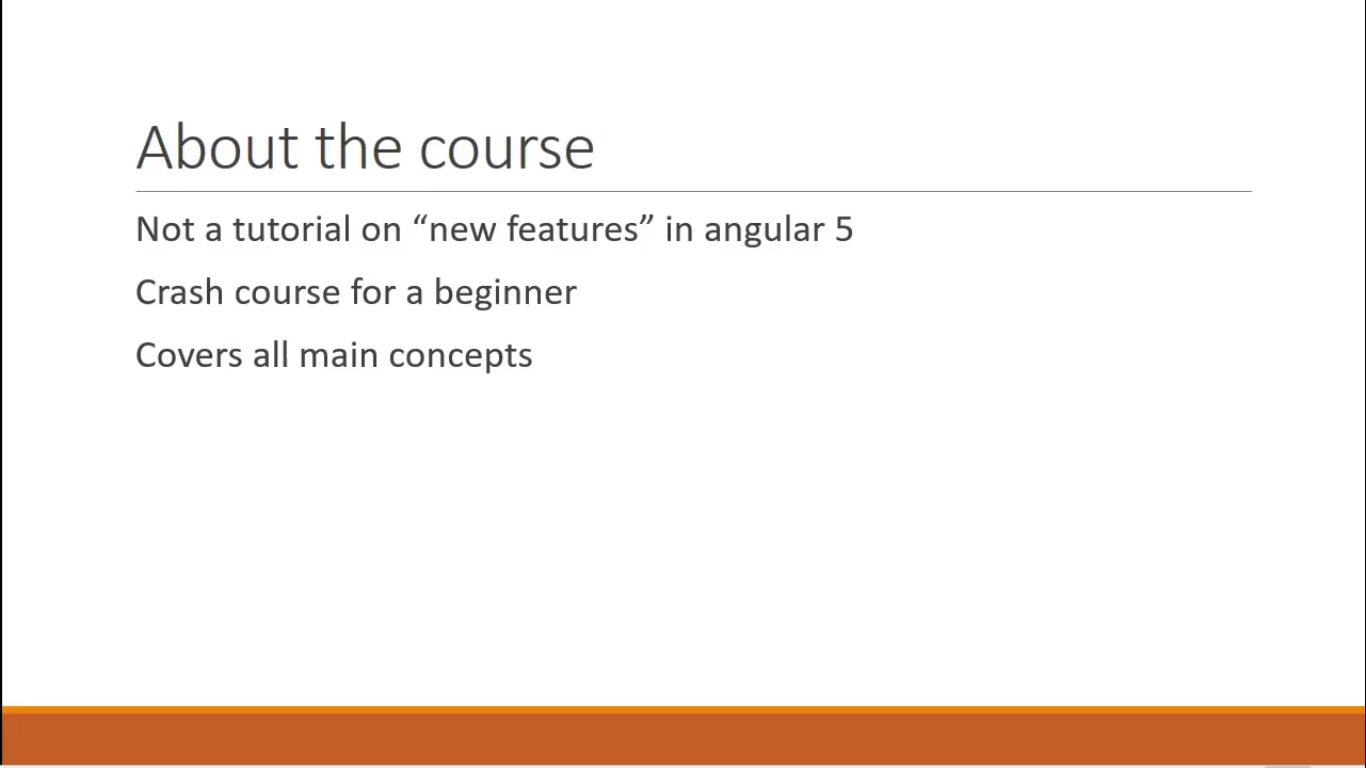 About the course
Not a tutorial on “new features” in angular 5
Crash course for a beginner
Covers all main concepts